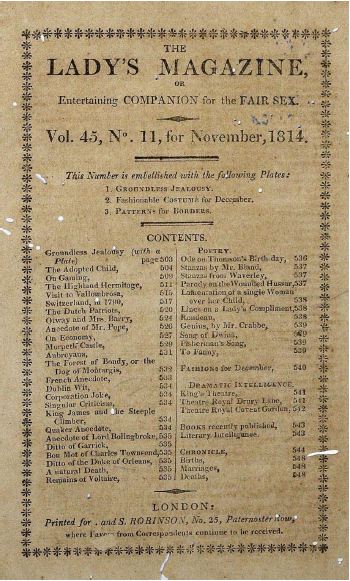 THE
LADY'S MAGAZINE,
OR
Entertaining COMPANION for the FAIR SEX.
Vol. 45, No. 11, for November, 1814.
This Number is embellished with the following Plates:
1. GROUNDLESS JEALOUSY.
2. Fashionable COSTUME for December.
3. PATTERNS for BORDERS.
CONTENTS.
Groundless Jealousy (with a
Plate) page 503
The Adopted Child, 504
On Gaming, 509
The Highland Hermitage, 511
Visit to Vallombrosa, 515
Switzerland, in 1790, 517
The Dutch Patriots, 520
Otway and Mrs. Barry, 524
Anecdote of Mr. Pope, 526
On Economy, 527
Morpeth Castle, 529
Aubreyana, 531
The Forest of Bondy, or the
Dog of Montargis, 532
French Anecdote, 533
Dublin Wit, 534
Corporation Joke, 534
Singular Criticism, 534
King James and the Steeple
Climber, 534
Quaker Anecdote, 534
Anecdote of Lord Bolingbroke, 535
Ditto of Garrick, 535
Bon Mot of Charles Townsend, 535
Ditto of the Duke of Orleans, 535
A natural Death, 535
Remains of Voltaire, 535
POETRY.
Ode on Thomson's Birth-day, 536
Stanzas by Mr. Bland, 537
Stanzas from Waverley, 537
Parody on the Wounded Hussar, 537
Lamentation of a single Woman
over her Child, 538
Lines on a Lady's Compliment, 538
Rondeau, 538
Genius, by Mr. Crabbe, 539
Song of Dwina, 539
Fisherman's Song, 539
To Fanny, 539
FASHIONS for December, 540
DRAMATIC INTELLIGENCE.
King's Theatre, 541
Theatre Royal Drury Lane, 541
Theatre Royal Covent Garden, 542
BOOKS recently published, 543
Literary Intelligence. 543
CHRONICLE, 544
Births, 548
Marriages, 548
Deaths, 548
LONDON:
Printed for . and S. ROBINSON, No. 25, Paternoster Row,
where Favors from Correspondents continue to be received.